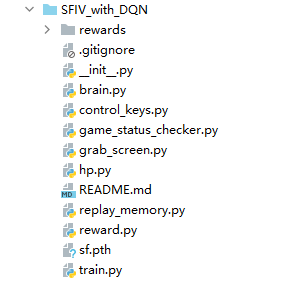 SFIV_with_DQN
rewards
.gitignore
__init__.py
brain.py
control_keys.py
game_status_checker.py
grab_screen.py
hp.py
MD README.md
replay_memory.py
reward.py
sf.pth
train.py